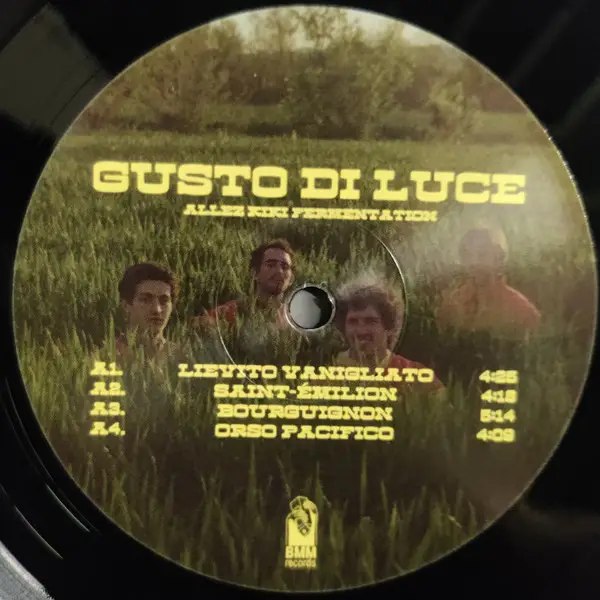 GUSTO DI LUCE
ALLEZ KIKI FERMENTATION
A1. LIEVITO VANIGLIATO 4:25
A2. SAINT-ÉMILION 4:18
A3. BOURGUIGNON 5:14
A4. ORSO PACIFICO 4:09
BMM
records